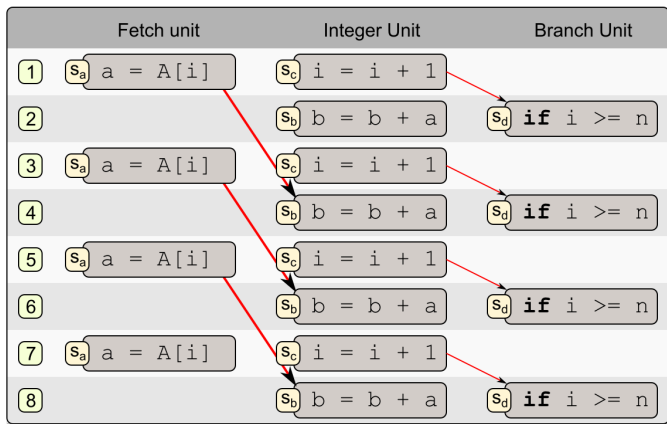 Fetch unit Integer Unit Branch Unit
1 Sa a = A[i] Sc i = i + 1
2 Sb b = b + a Sd if i >= n
3 Sa a = A[i] Sc i = i + 1
4 Sb b = b + a Sd if i >= n
5 Sa a = A[i] Sc i = i + 1
6 Sb b = b + a Sd if i >= n
7 Sa a = A[i] Sc i = i + 1
8 Sb b = b + a Sd if i >= n